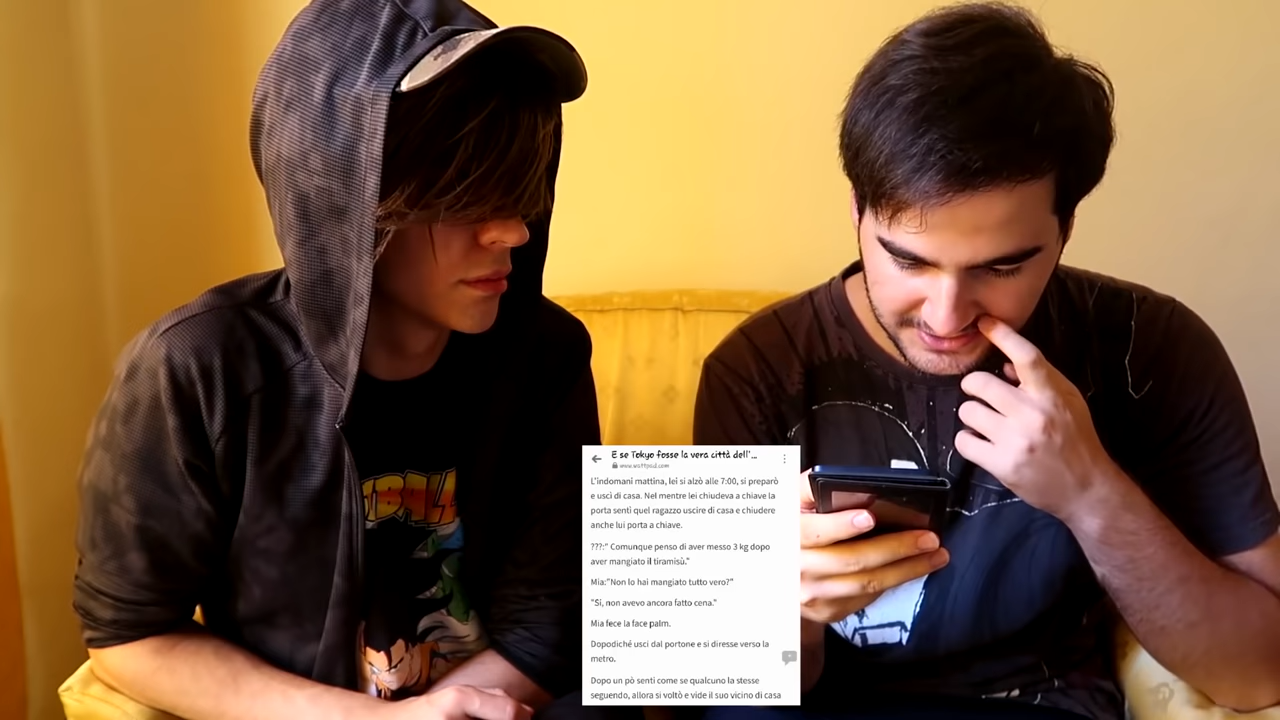 E se Tokyo fosse la vera città dell'...
www.wattpad.com
L'indomani mattina, lei si alzò alle 7:00, si preparò
e uscì di casa. Nel mentre lei chiudeva a chiave la
porta sentì quel ragazzo uscire di casa e chiudere
anche lui porta a chiave.
???:" Comunque penso di aver messo 3 kg dopo
aver mangiato il tiramisù."
Mia:"Non lo hai mangiato tutto vero?"
"Sì, non avevo ancora fatto cena."
Mia fece la face palm.
Dopodiché uscì dal portone e si diresse verso la
metro.
Dopo un pò sentì come se qualcuno la stesse
seguendo, allora si voltò e vide il suo vicino di casa